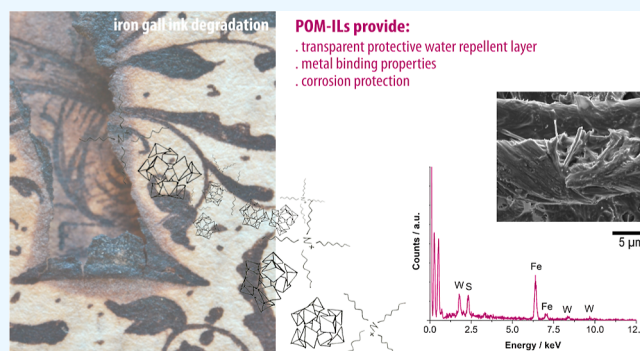 iron gall ink degradation
POM-ILs provide:
. transparent protective water repellent layer
. metal binding properties
. corrosion protection
5 µm
Counts / a.u.
W S
Fe
Fe
W
W
0.0 2.5 5.0 7.5 10.0 12.
Energy / keV
N
+
N
+